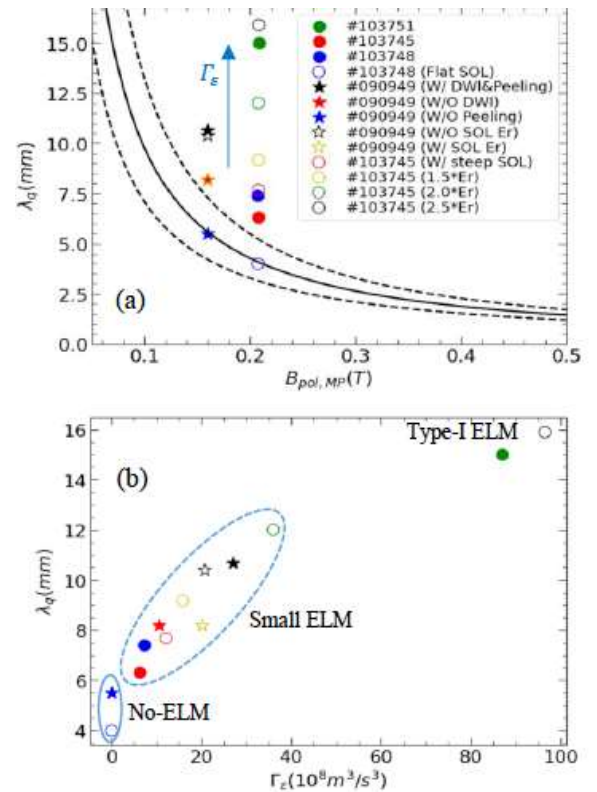 15.0
12.5
10.0
7.5
5.0
2.5
0.0
λq(mm)
Γε
#103751
#103745
#103748
#103748 (Flat SOL)
#090949 (W/ DWI&Peeling)
#090949 (W/O DWI)
#090949 (W/O Peeling)
#090949 (W/O SOL Er)
#090949 (W/ SOL Er)
#103745 (W/ steep SOL)
#103745 (1.5*Er)
#103745 (2.0*Er)
#103745 (2.5*Er)
(a)
0.1 0.2 0.3 0.4 0.5
Bpol,MP(T)
16
14
12
10
8
6
4
λq(mm)
(b)
Type-I ELM
Small ELM
No-ELM
0 20 40 60 80 100
Γε(10⁸m³/s³)